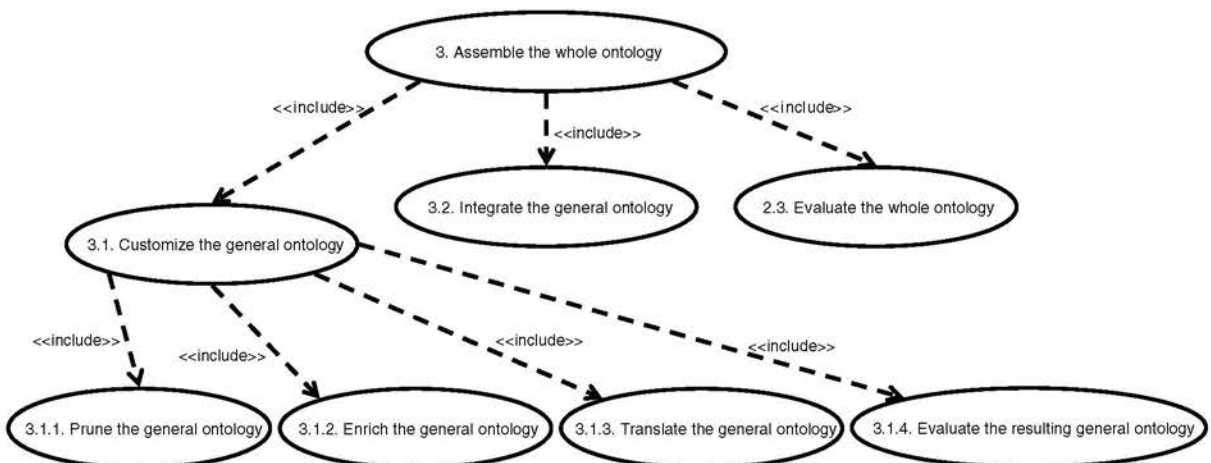 3. Assemble the whole ontology
<<include>>
<<include>>
<<include>>
3.2. Integrate the general ontology
2.3. Evaluate the whole ontology
3.1. Customize the general ontology
<<include>>
<<include>>
<<include>>
<<include>>
3.1.1. Prune the general ontology
3.1.2. Enrich the general ontology
3.1.3. Translate the general ontology
3.1.4. Evaluate the resulting general ontology